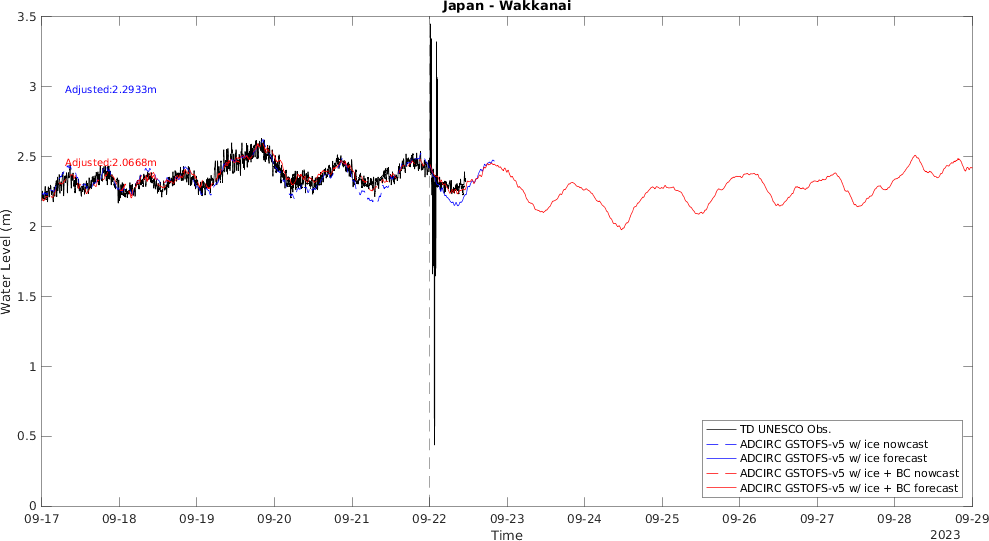 Japan - Wakkanai
3.5
3
2.5
2
1.5
1
0.5
0
Water Level (m)
Adjusted:2.2933m
Adjusted:2.0668m
TD UNESCO Obs.
ADCIRC GSTOFS-v5 w/ ice nowcast
ADCIRC GSTOFS-v5 w/ ice forecast
ADCIRC GSTOFS-v5 w/ ice + BC nowcast
ADCIRC GSTOFS-v5 w/ ice + BC forecast
09-17 09-18 09-19 09-20 09-21 09-22 09-23 09-24 09-25 09-26 09-27 09-28 09-29
Time
2023